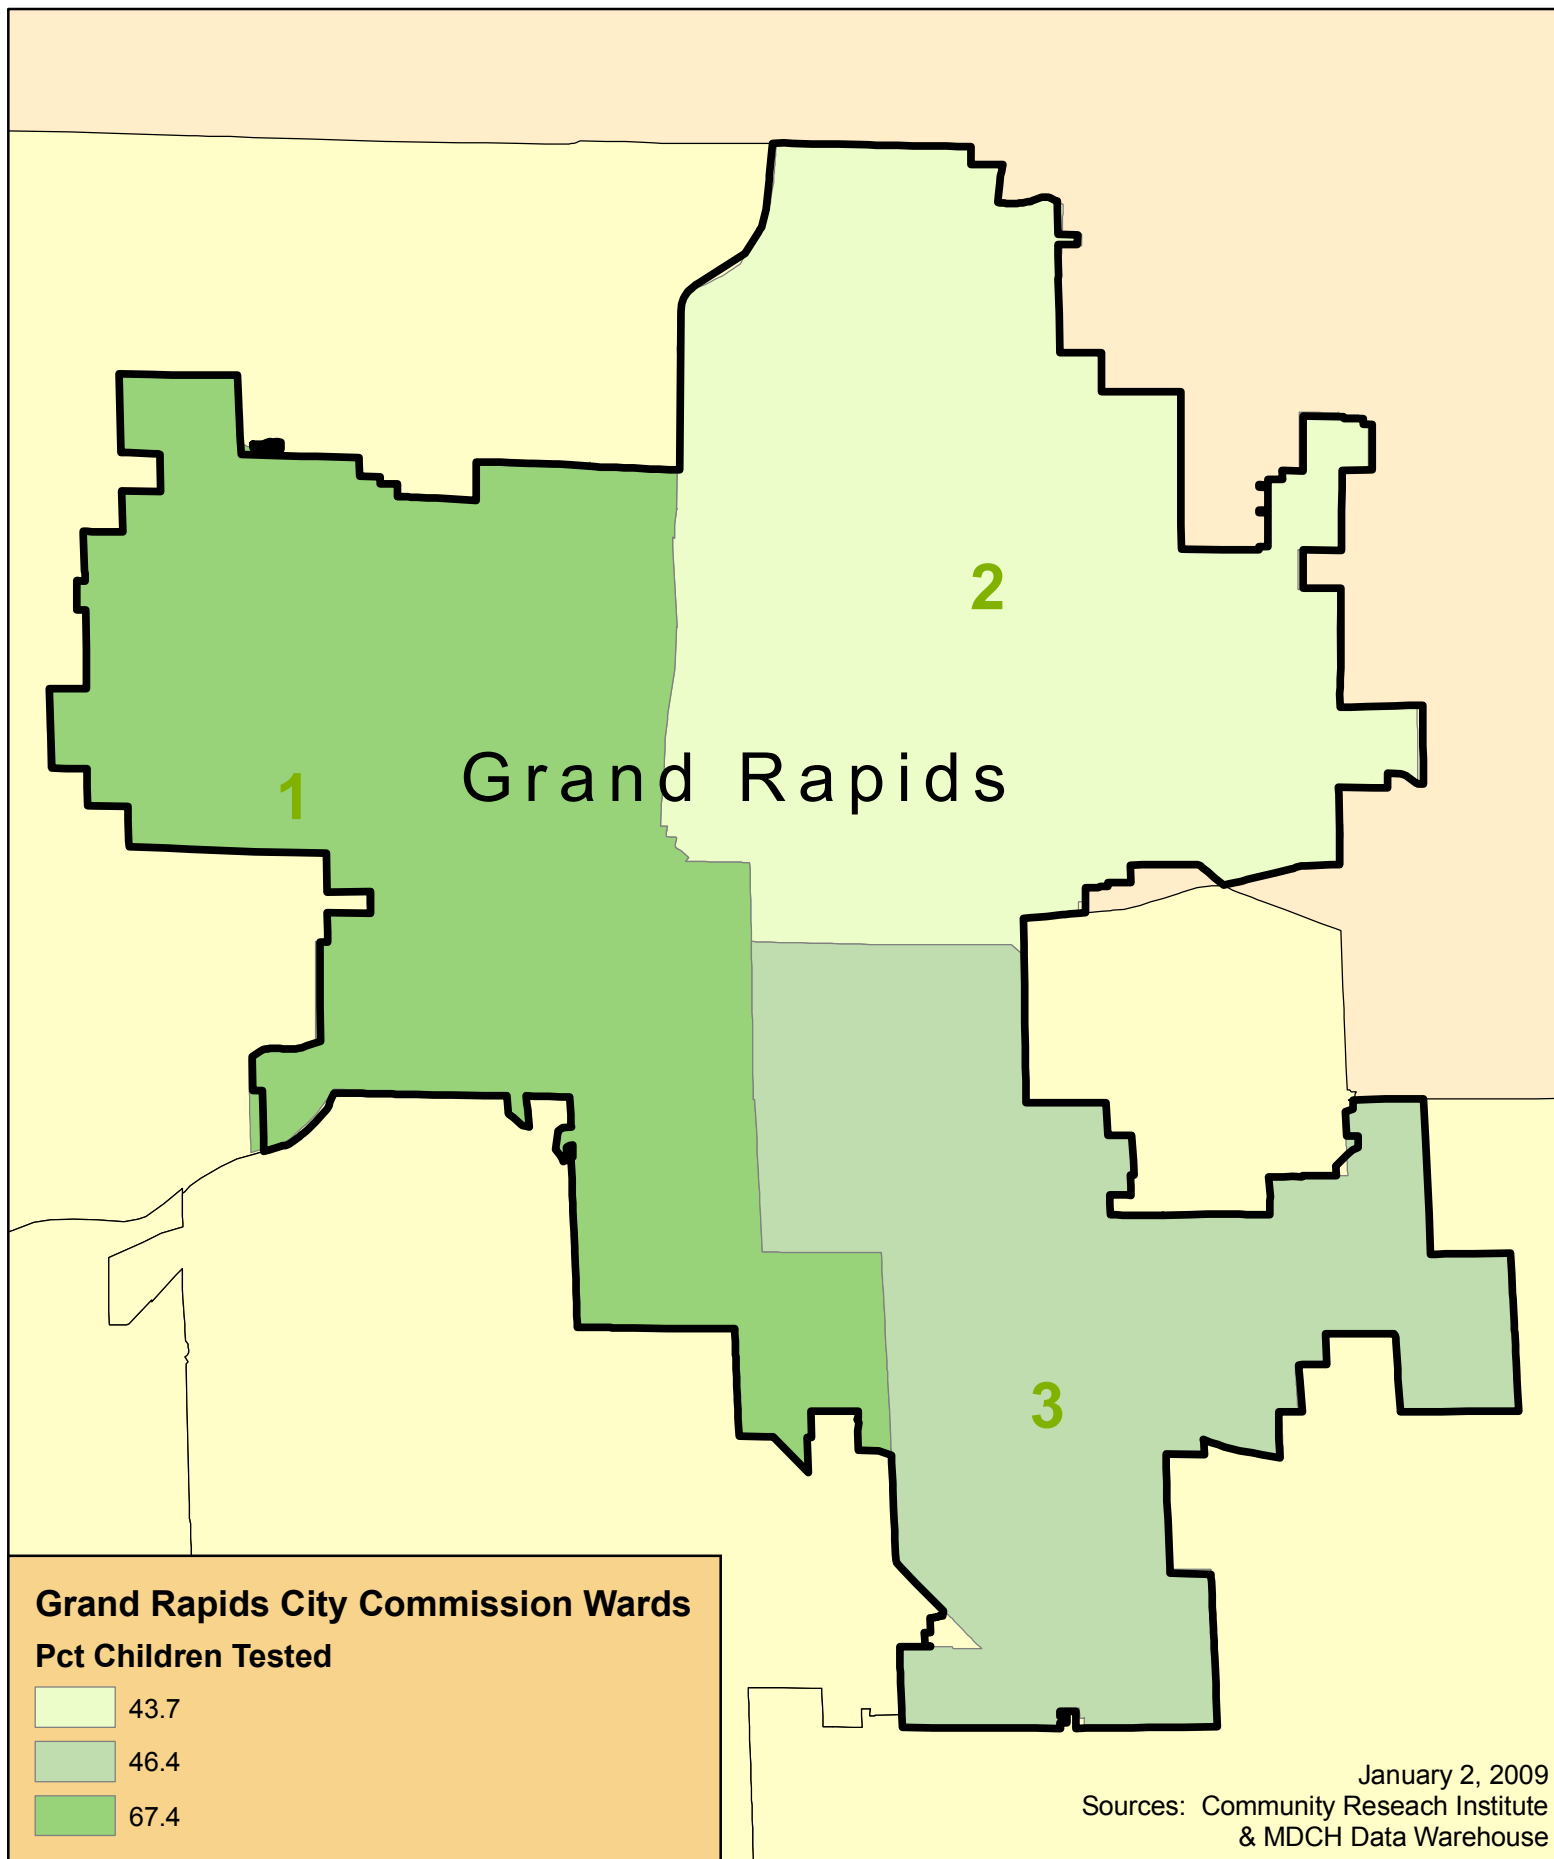 2
Grand Rapids
1
3
Grand Rapids City Commission Wards
Pct Children Tested
43.7
46.4
67.4
January 2, 2009
Sources: Community Reseach Institute
& MDCH Data Warehouse